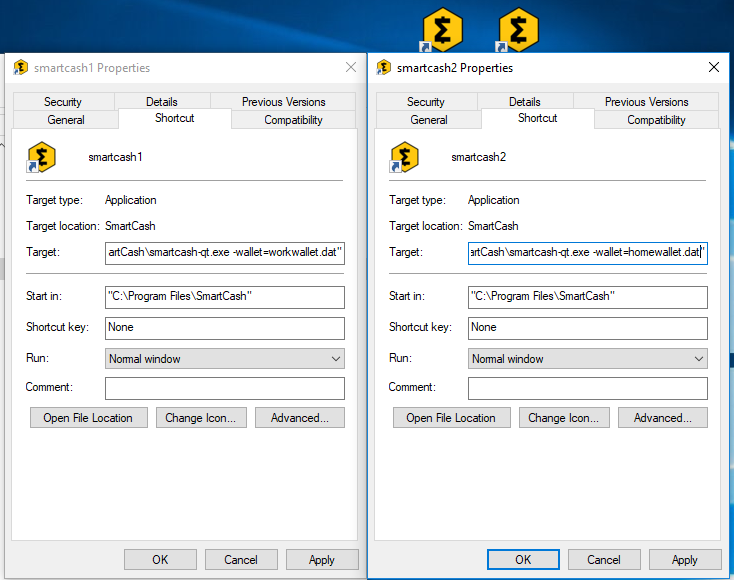 smartcash1 Properties
Security Details Previous Versions
General Shortcut Compatibility
smartcash1
Target type: Application
Target location: SmartCash
Target: artCash\smartcash-qt.exe -wallet=workwallet.dat"
Start in: "C:\Program Files\SmartCash"
Shortcut key: None
Run: Normal window
Comment:
Open File Location Change Icon... Advanced...
OK Cancel Apply
smartcash2 Properties
Security Details Previous Versions
General Shortcut Compatibility
smartcash2
Target type: Application
Target location: SmartCash
Target: artCash\smartcash-qt.exe -wallet=homewallet.dat"
Start in: "C:\Program Files\SmartCash"
Shortcut key: None
Run: Normal window
Comment:
Open File Location Change Icon... Advanced...
OK Cancel Apply